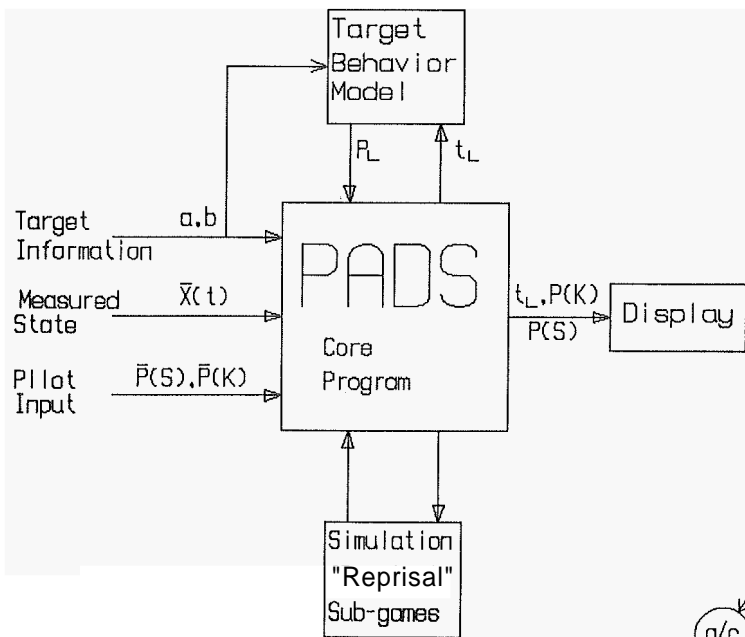 Target
Behavior
Model
P_L
t_L
Target
Information
a,b
PADS
Core
Program
Measured
State
X̄(t)
t_L,P(K)
P(S)
Display
Pilot
Input
P̄(S),P̄(K)
Simulation
"Reprisal"
Sub-games
a/c